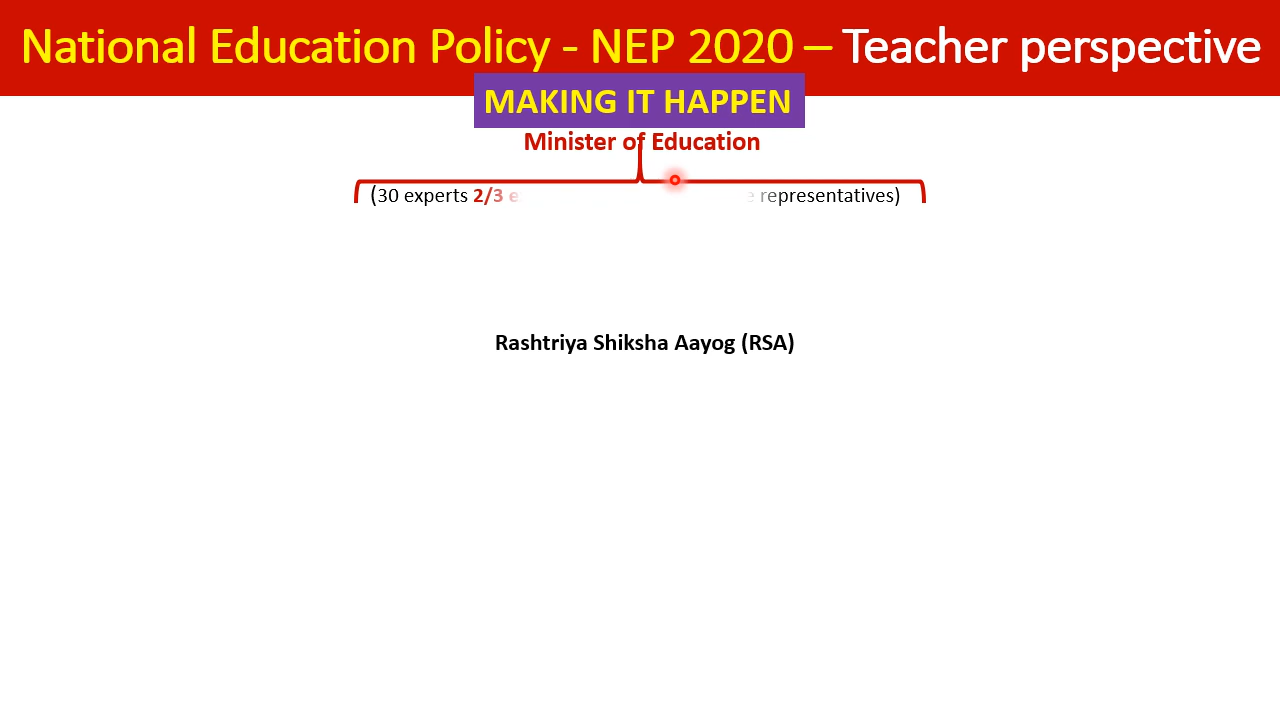 National Education Policy - NEP 2020 – Teacher perspective
MAKING IT HAPPEN
Minister of Education
(30 experts 2/3 representatives)
Rashtriya Shiksha Aayog (RSA)